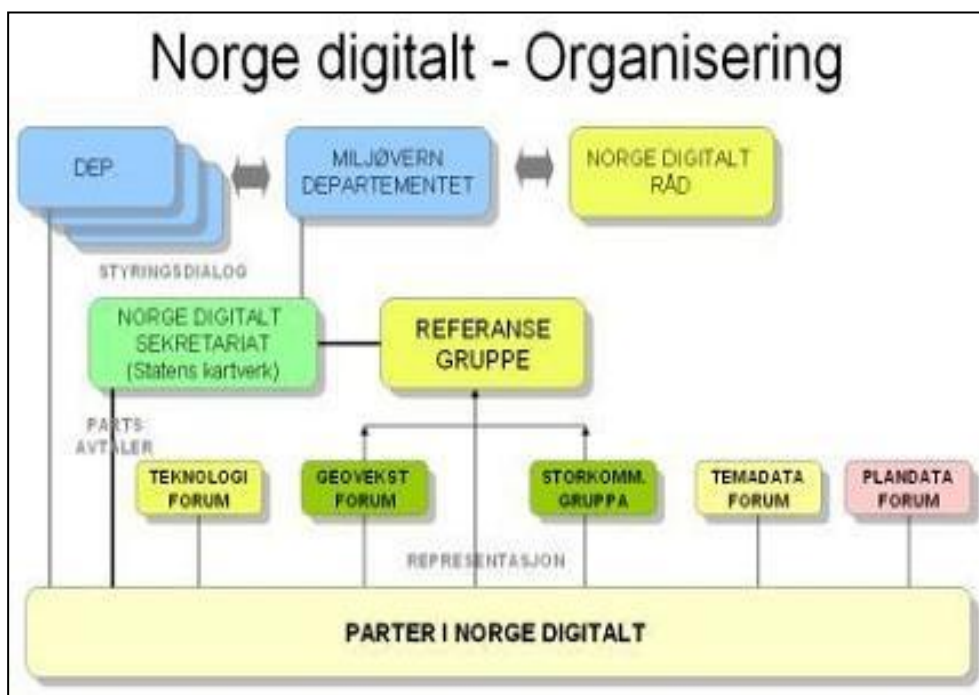 Norge digitalt - Organisering
DEP.
MILJØVERN
DEPARTEMENTET
NORGE DIGITALT
RÅD
STYRINGSDIALOG
NORGE DIGITALT
SEKRETARIAT
(Statens kartverk)
REFERANSE
GRUPPE
PARTS
AVTALER
TEKNOLOGI
FORUM
GEOVEKST
FORUM
STORKOMM.
GRUPPA
TEMADATA
FORUM
PLANDATA
FORUM
REPRESENTASJON
PARTER I NORGE DIGITALT